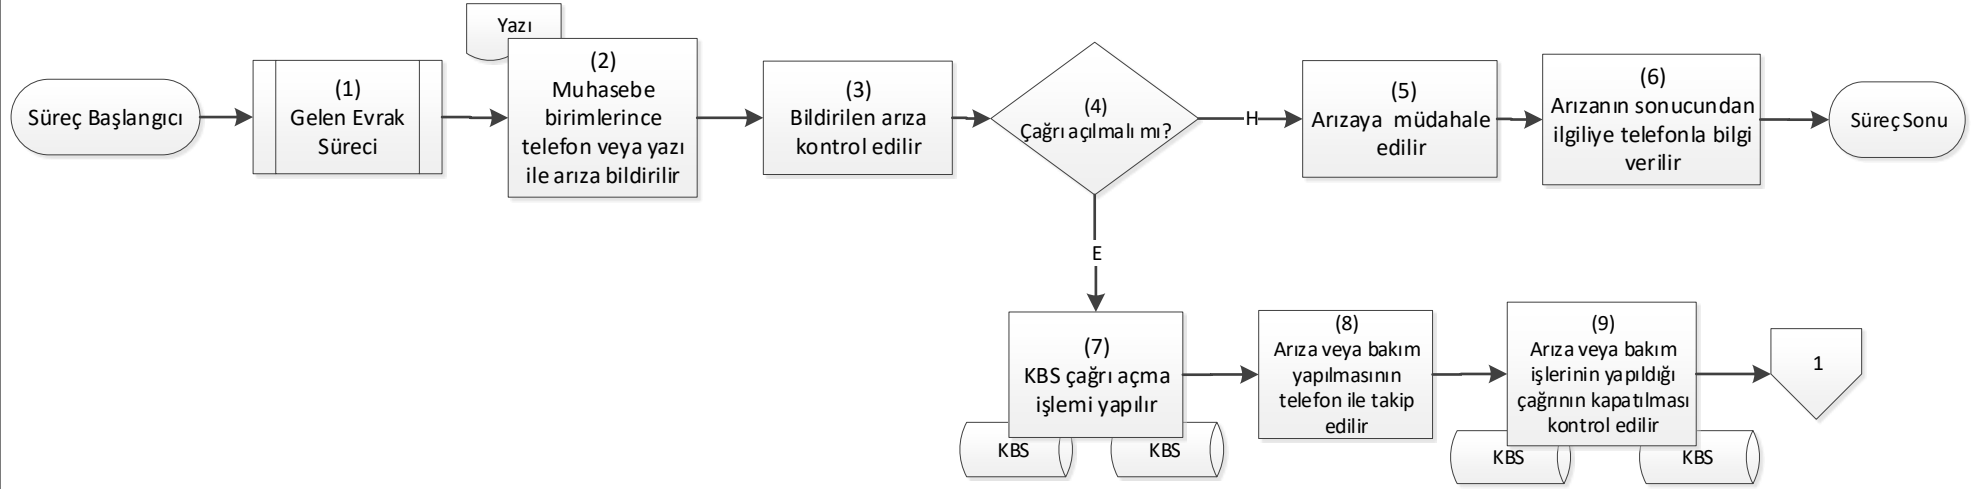 Süreç Başlangıcı
(1)
Gelen Evrak
Süreci
Yazı
(2)
Muhasebe
birimlerince
telefon veya yazı
ile arıza bildirilir
(3)
Bildirilen arıza
kontrol edilir
(4)
Çağrı açılmalı mı?
H
(5)
Arızaya müdahale
edilir
(6)
Arızanın sonucundan
ilgiliye telefonla bilgi
verilir
Süreç Sonu
E
(7)
KBS çağrı açma
işlemi yapılır
KBS
KBS
(8)
Arıza veya bakım
yapılmasının
telefon ile takip
edilir
(9)
Arıza veya bakım
işlerinin yapıldığı
çağrının kapatılması
kontrol edilir
KBS
KBS
1